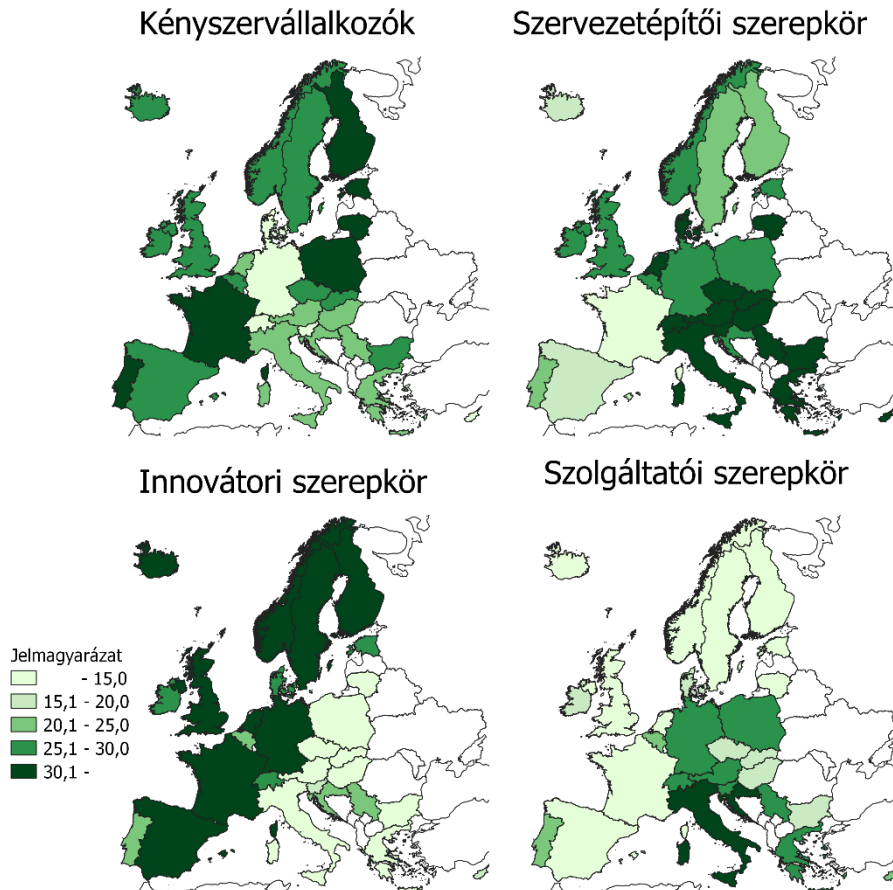 Kényszervállalkozók
Szervezetépítői szerepkör
Innovátori szerepkör
Szolgáltatói szerepkör
Jelmagyarázat
- 15,0
15,1 - 20,0
20,1 - 25,0
25,1 - 30,0
30,1 -